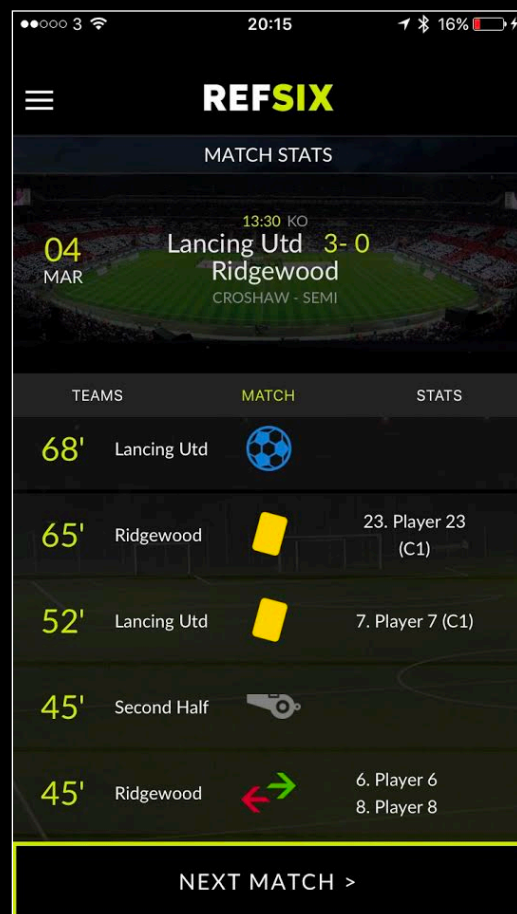 3 20:15 16%
REFSIX
MATCH STATS
13:30 KO
04 Lancing Utd 3- 0
MAR Ridgewood
CROSHAW - SEMI
TEAMS MATCH STATS
68' Lancing Utd
65' Ridgewood 23. Player 23
(C1)
52' Lancing Utd 7. Player 7 (C1)
45' Second Half
45' Ridgewood 6. Player 6
8. Player 8
NEXT MATCH >